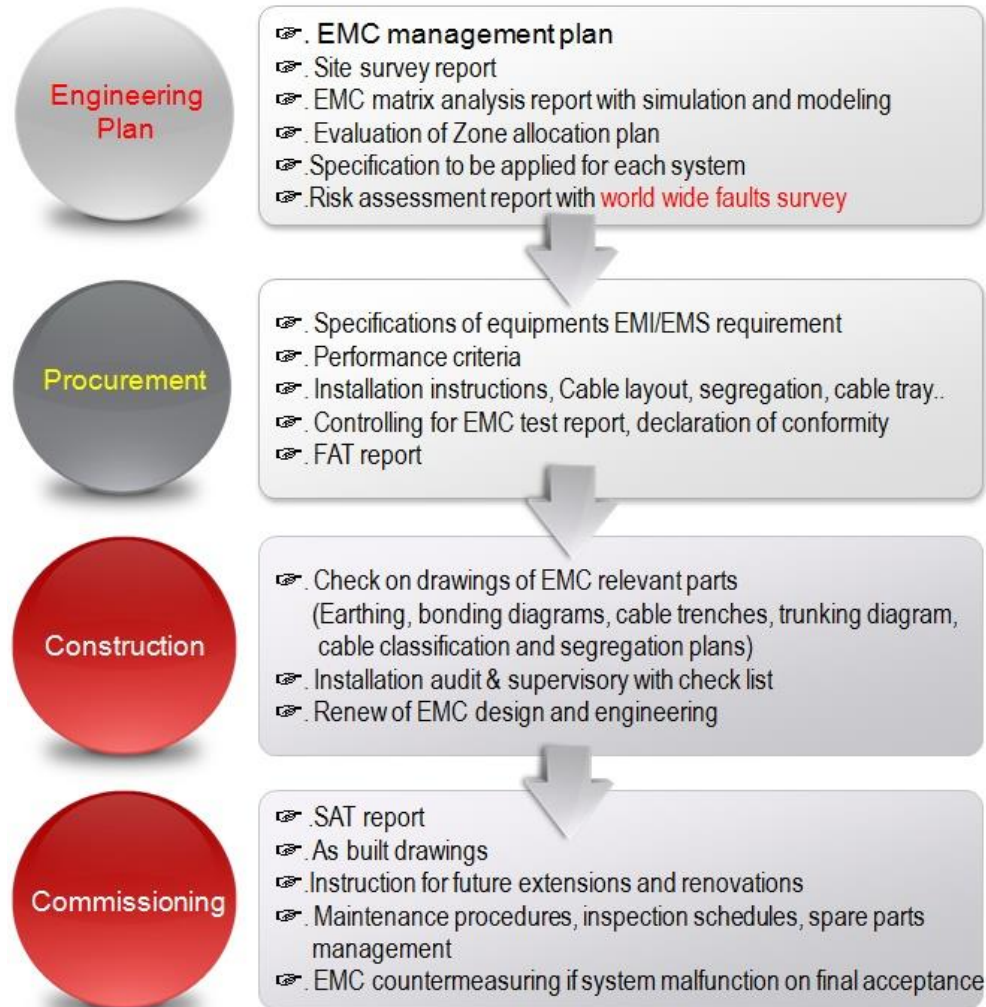 Engineering
Plan
☞. EMC management plan
☞. Site survey report
☞. EMC matrix analysis report with simulation and modeling
☞. Evaluation of Zone allocation plan
☞.Specification to be applied for each system
☞.Risk assessment report with world wide faults survey
Procurement
☞. Specifications of equipments EMI/EMS requirement
☞. Performance criteria
☞. Installation instructions, Cable layout, segregation, cable tray..
☞. Controlling for EMC test report, declaration of conformity
☞. FAT report
Construction
☞. Check on drawings of EMC relevant parts
(Earthing, bonding diagrams, cable trenches, trunking diagram,
cable classification and segregation plans)
☞. Installation audit & supervisory with check list
☞. Renew of EMC design and engineering
Commissioning
☞.SAT report
☞. As built drawings
☞.Instruction for future extensions and renovations
☞. Maintenance procedures, inspection schedules, spare parts
management
☞. EMC countermeasuring if system malfunction on final acceptance